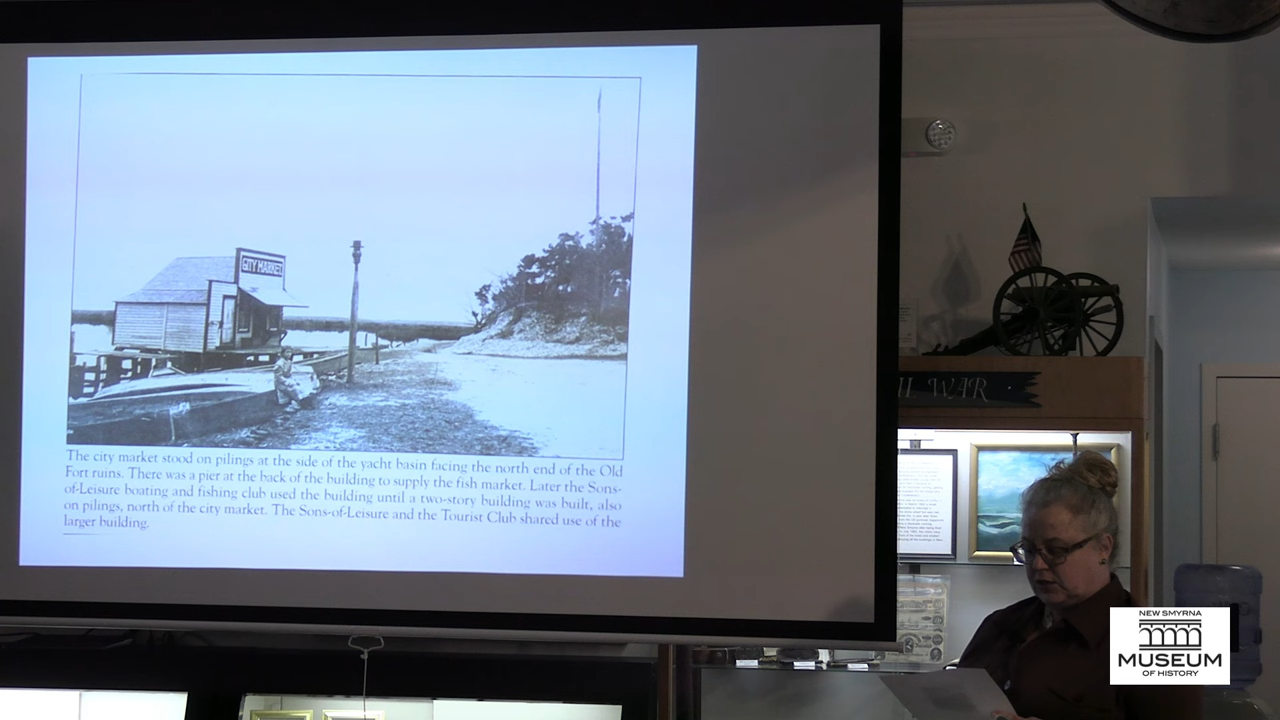 CITY MARKET
The city market stood on pilings at the side of the yacht basin facing the north end of the Old
Fort ruins. There was a pier at the back of the building to supply the fish market. Later the Sons-
of-Leisure boating and fishing club used the building until a two-story building was built, also
on pilings, north of the city market. The Sons-of-Leisure and the Tourist Club shared use of the
larger building.
WAR
NEW SMYRNA
MUSEUM
OF HISTORY